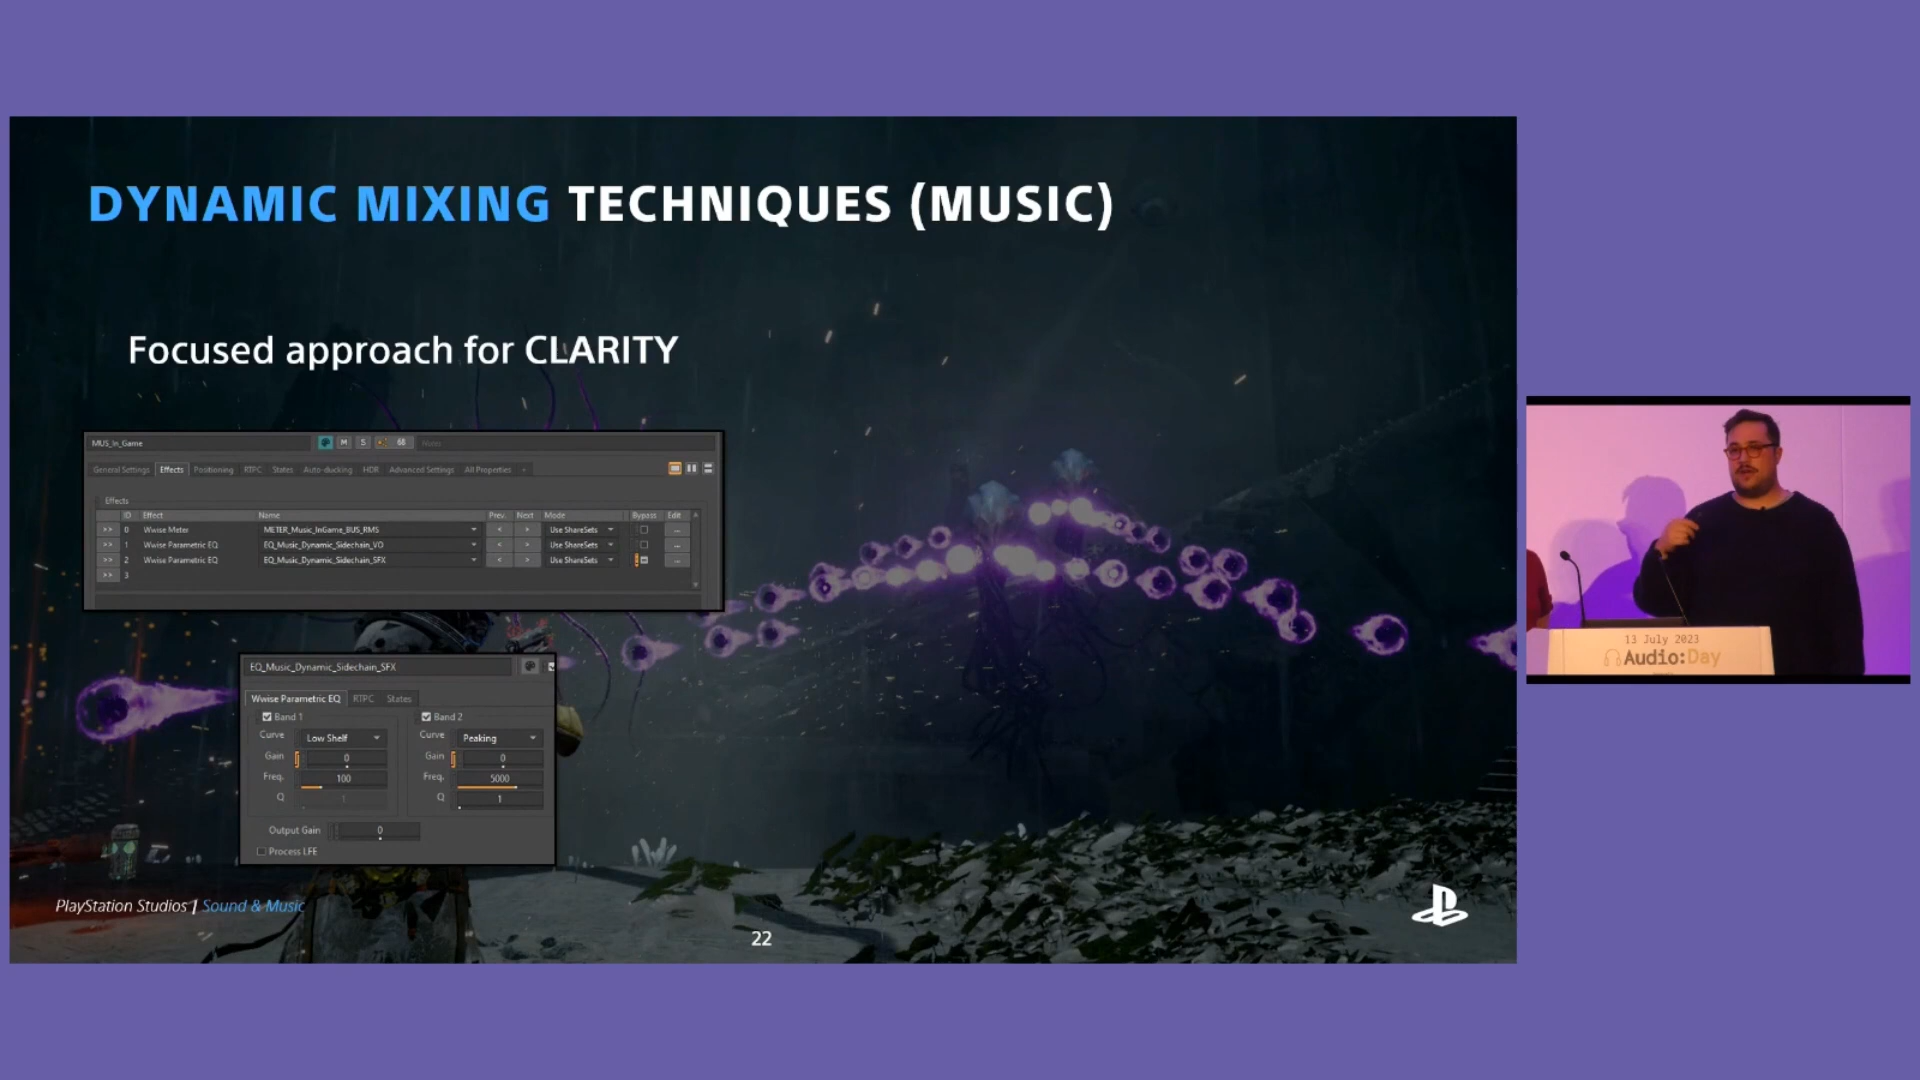 DYNAMIC MIXING TECHNIQUES (MUSIC)
Focused approach for CLARITY
MUS_In_Game M S 68 Notes
General Settings Effects Positioning RTPC States Auto-ducking HDR Advanced Settings All Properties +
Effects
ID Effect Name Prev. Next Mode Bypass Edit
>> 0 Wwise Meter METER_Music_InGame_BUS_RMS < > Use ShareSets ...
>> 1 Wwise Parametric EQ EQ_Music_Dynamic_Sidechain_VO < > Use ShareSets ...
>> 2 Wwise Parametric EQ EQ_Music_Dynamic_Sidechain_SFX < > Use ShareSets ...
>> 3
EQ_Music_Dynamic_Sidechain_SFX
Wwise Parametric EQ RTPC States
Band 1 Band 2
Curve Low Shelf Curve Peaking
Gain 0 Gain 0
Freq. 100 Freq. 5000
Q 1 Q 1
Output Gain 0
Process LFE
PlayStation Studios | Sound & Music
22
13 July 2023
Audio:Day